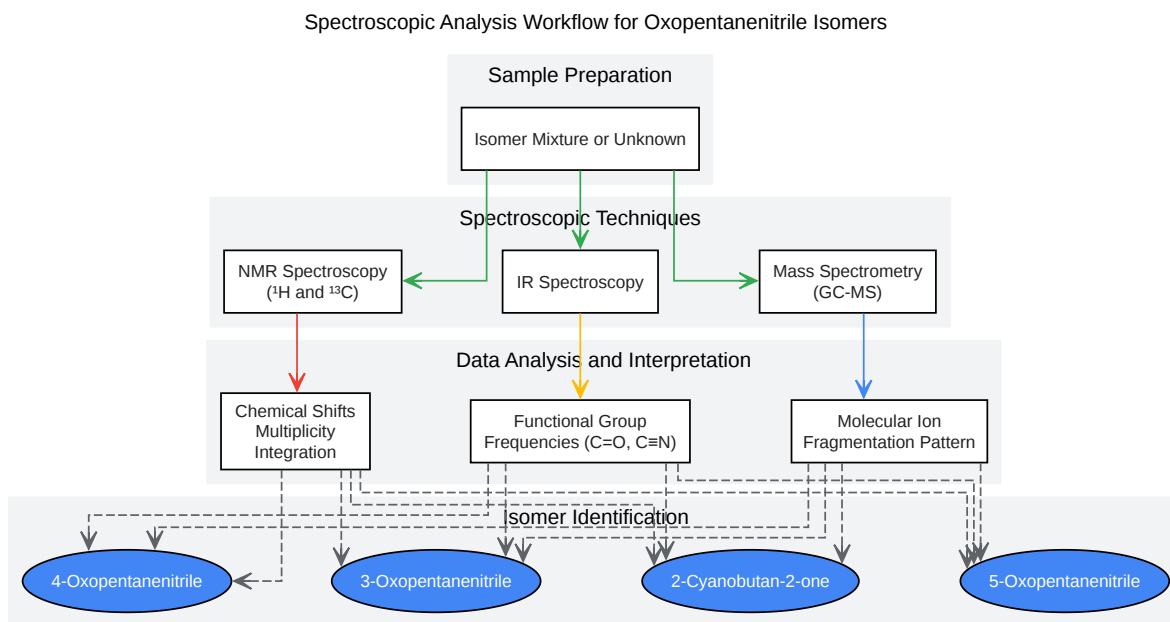 Spectroscopic Analysis Workflow for Oxopentanenitrile Isomers
Sample Preparation
Isomer Mixture or Unknown
Spectroscopic Techniques
NMR Spectroscopy
(¹H and ¹³C)
IR Spectroscopy
Mass Spectrometry
(GC-MS)
Data Analysis and Interpretation
Chemical Shifts
Multiplicity
Integration
Functional Group
Frequencies (C=O, C≡N)
Molecular Ion
Fragmentation Pattern
Isomer Identification
4-Oxopentanenitrile
3-Oxopentanenitrile
2-Cyanobutan-2-one
5-Oxopentanenitrile